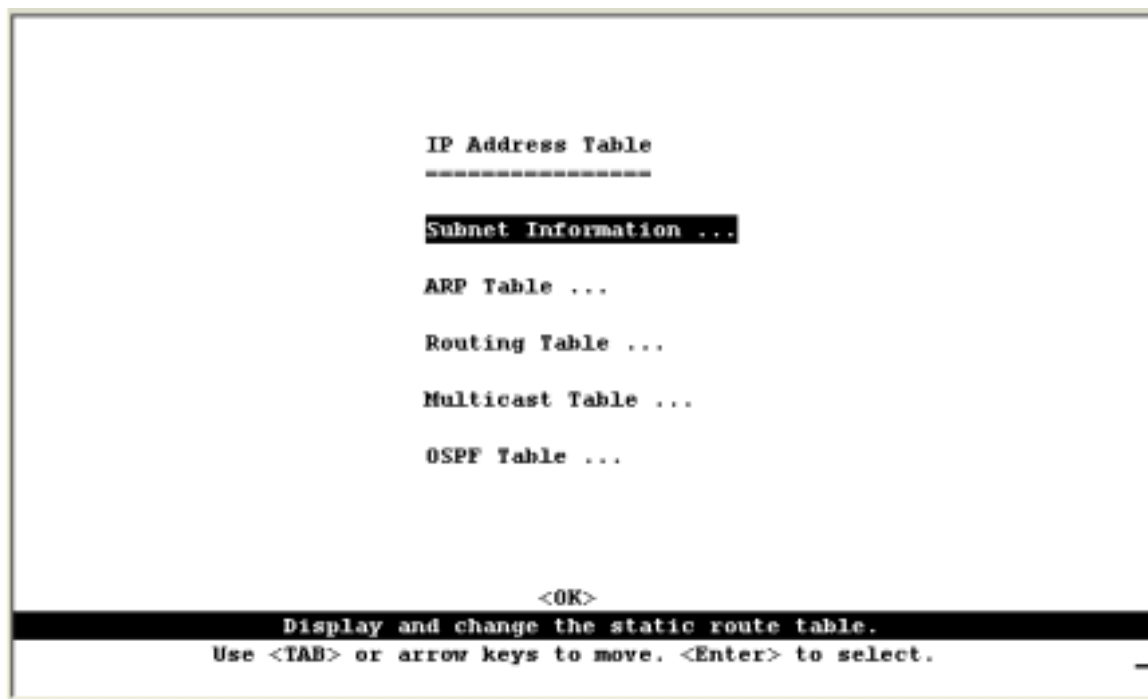 IP Address Table
================
Subnet Information ...
ARP Table ...
Routing Table ...
Multicast Table ...
OSPF Table ...
<OK>
Display and change the static route table.
Use <TAB> or arrow keys to move. <Enter> to select.